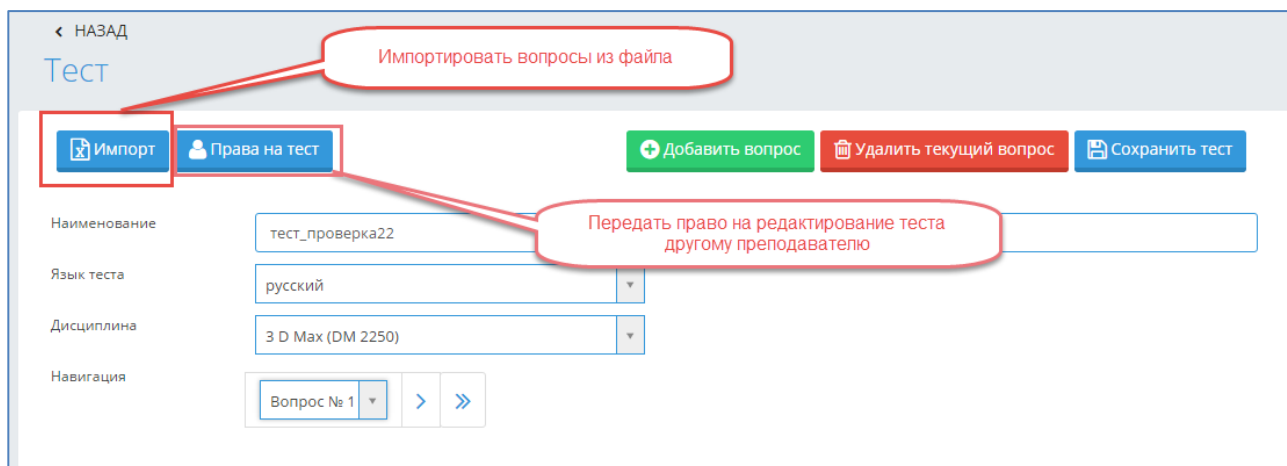 НАЗАД
Тест
Импортировать вопросы из файла
Импорт
Права на тест
Добавить вопрос
Удалить текущий вопрос
Сохранить тест
Передать право на редактирование теста
другому преподавателю
Наименование
тест_проверка22
Язык теста
русский
Дисциплина
3 D Max (DM 2250)
Навигация
Вопрос № 1